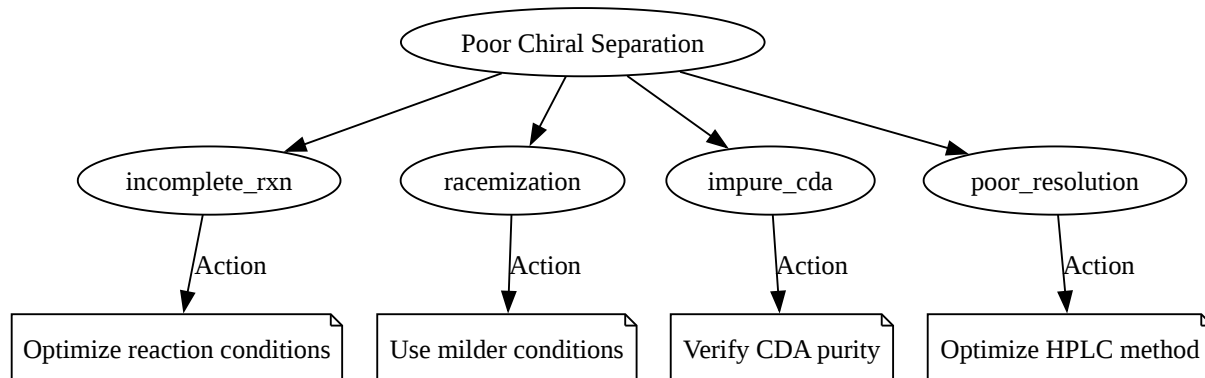 Poor Chiral Separation
incomplete_rxn
racemization
impure_cda
poor_resolution
Action
Action
Action
Action
Optimize reaction conditions
Use milder conditions
Verify CDA purity
Optimize HPLC method